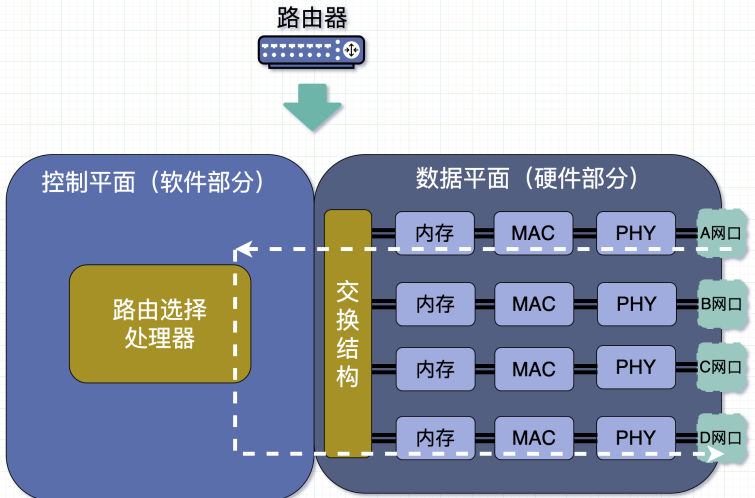 路由器
控制平面（软件部分）
数据平面（硬件部分）
路由选择
处理器
交
换
结
构
内存
MAC
PHY
A网口
内存
MAC
PHY
B网口
内存
MAC
PHY
C网口
内存
MAC
PHY
D网口